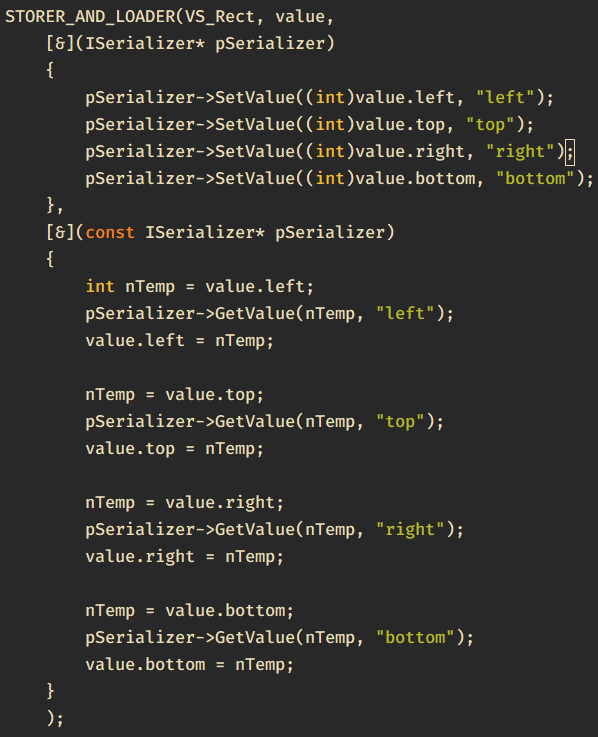 STORER_AND_LOADER(VS_Rect, value,
    [&](ISerializer* pSerializer)
    {
        pSerializer->SetValue((int)value.left, "left");
        pSerializer->SetValue((int)value.top, "top");
        pSerializer->SetValue((int)value.right, "right");
        pSerializer->SetValue((int)value.bottom, "bottom");
    },
    [&](const ISerializer* pSerializer)
    {
        int nTemp = value.left;
        pSerializer->GetValue(nTemp, "left");
        value.left = nTemp;

        nTemp = value.top;
        pSerializer->GetValue(nTemp, "top");
        value.top = nTemp;

        nTemp = value.right;
        pSerializer->GetValue(nTemp, "right");
        value.right = nTemp;

        nTemp = value.bottom;
        pSerializer->GetValue(nTemp, "bottom");
        value.bottom = nTemp;
    }
    );